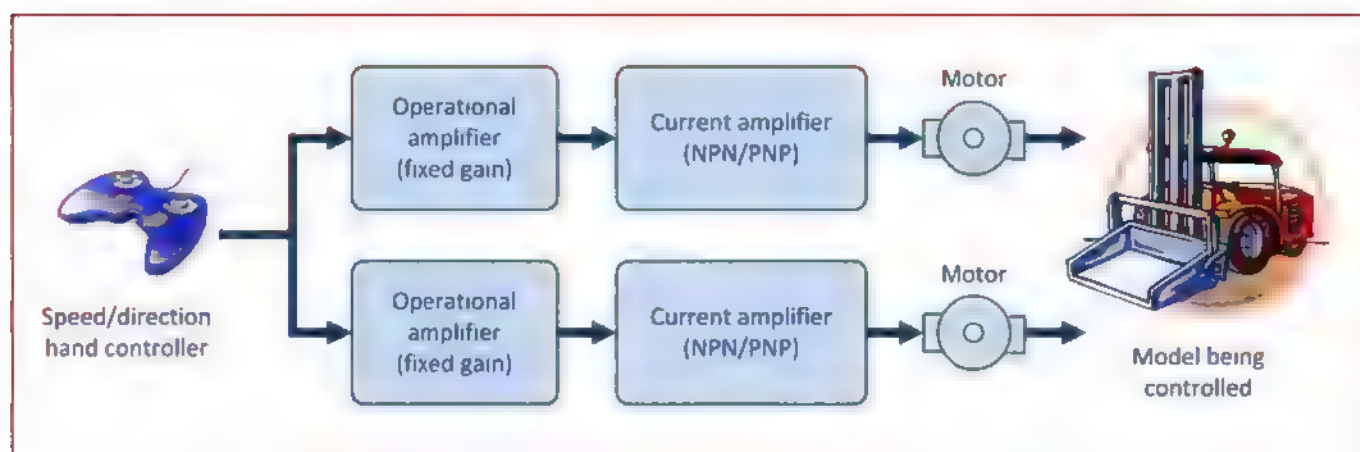 Motor
Operational
amplifier
(fixed gain)
Current amplifier
(NPN/PNP)
Speed/direction
hand controller
Operational
amplifier
(fixed gain)
Current amplifier
(NPN/PNP)
Motor
Model being
controlled